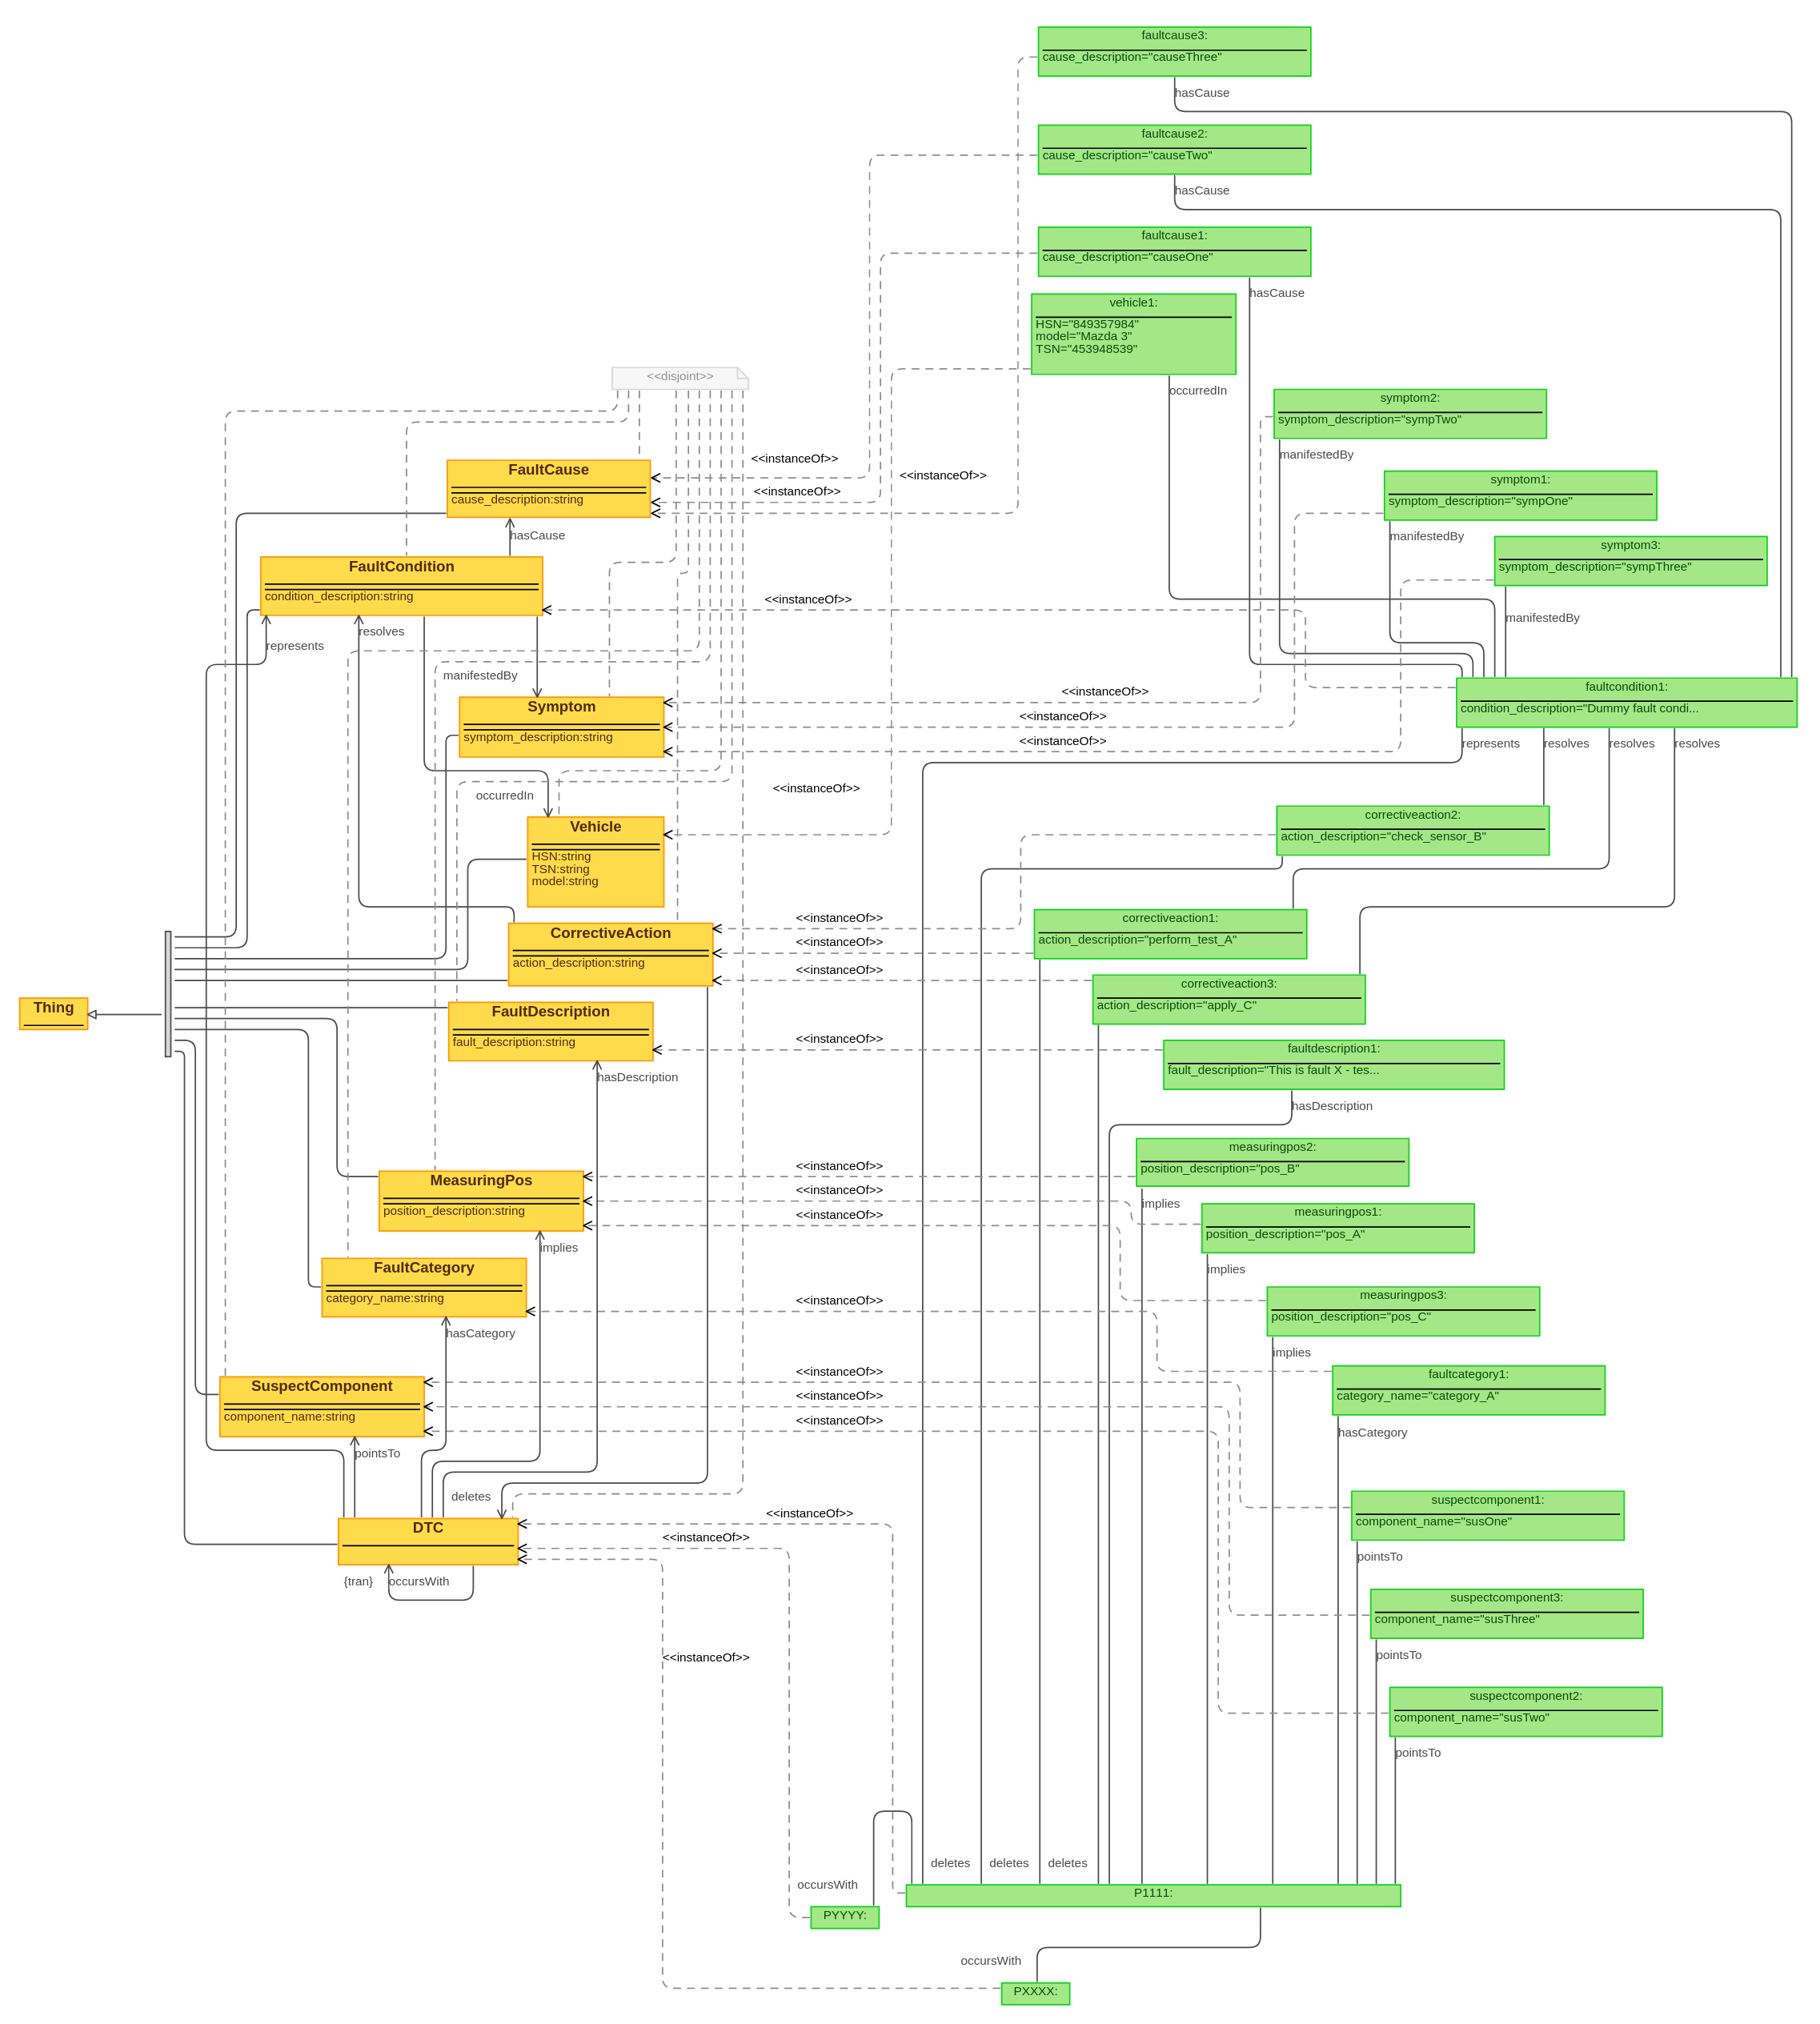 faultcause3:
cause_description="causeThree"
hasCause
faultcause2:
cause_description="causeTwo"
hasCause
faultcause1:
cause_description="causeOne"
hasCause
vehicle1:
HSN="849357984"
model="Mazda 3"
TSN="453948539"
occurredIn
<<disjoint>>
symptom2:
symptom_description="sympTwo"
manifestedBy
<<instanceOf>>
<<instanceOf>>
<<instanceOf>>
FaultCause
cause_description:string
hasCause
symptom1:
symptom_description="sympOne"
manifestedBy
symptom3:
symptom_description="sympThree"
manifestedBy
FaultCondition
condition_description:string
<<instanceOf>>
represents
resolves
manifestedBy
faultcondition1:
condition_description="Dummy fault condi...
represents
resolves
resolves
resolves
Symptom
symptom_description:string
<<instanceOf>>
<<instanceOf>>
<<instanceOf>>
occurredIn
<<instanceOf>>
Vehicle
HSN:string
TSN:string
model:string
correctiveaction2:
action_description="check_sensor_B"
CorrectiveAction
action_description:string
<<instanceOf>>
<<instanceOf>>
<<instanceOf>>
correctiveaction1:
action_description="perform_test_A"
correctiveaction3:
action_description="apply_C"
Thing
FaultDescription
fault_description:string
hasDescription
<<instanceOf>>
faultdescription1:
fault_description="This is fault X - tes...
hasDescription
MeasuringPos
position_description:string
implies
<<instanceOf>>
<<instanceOf>>
<<instanceOf>>
measuringpos2:
position_description="pos_B"
implies
measuringpos1:
position_description="pos_A"
implies
measuringpos3:
position_description="pos_C"
implies
FaultCategory
category_name:string
hasCategory
<<instanceOf>>
faultcategory1:
category_name="category_A"
hasCategory
SuspectComponent
component_name:string
pointsTo
<<instanceOf>>
<<instanceOf>>
<<instanceOf>>
suspectcomponent1:
component_name="susOne"
pointsTo
suspectcomponent3:
component_name="susThree"
pointsTo
suspectcomponent2:
component_name="susTwo"
pointsTo
deletes
DTC
{tran}
occursWith
<<instanceOf>>
<<instanceOf>>
<<instanceOf>>
deletes
deletes
deletes
occursWith
P1111:
PYYYY:
occursWith
PXXXX: